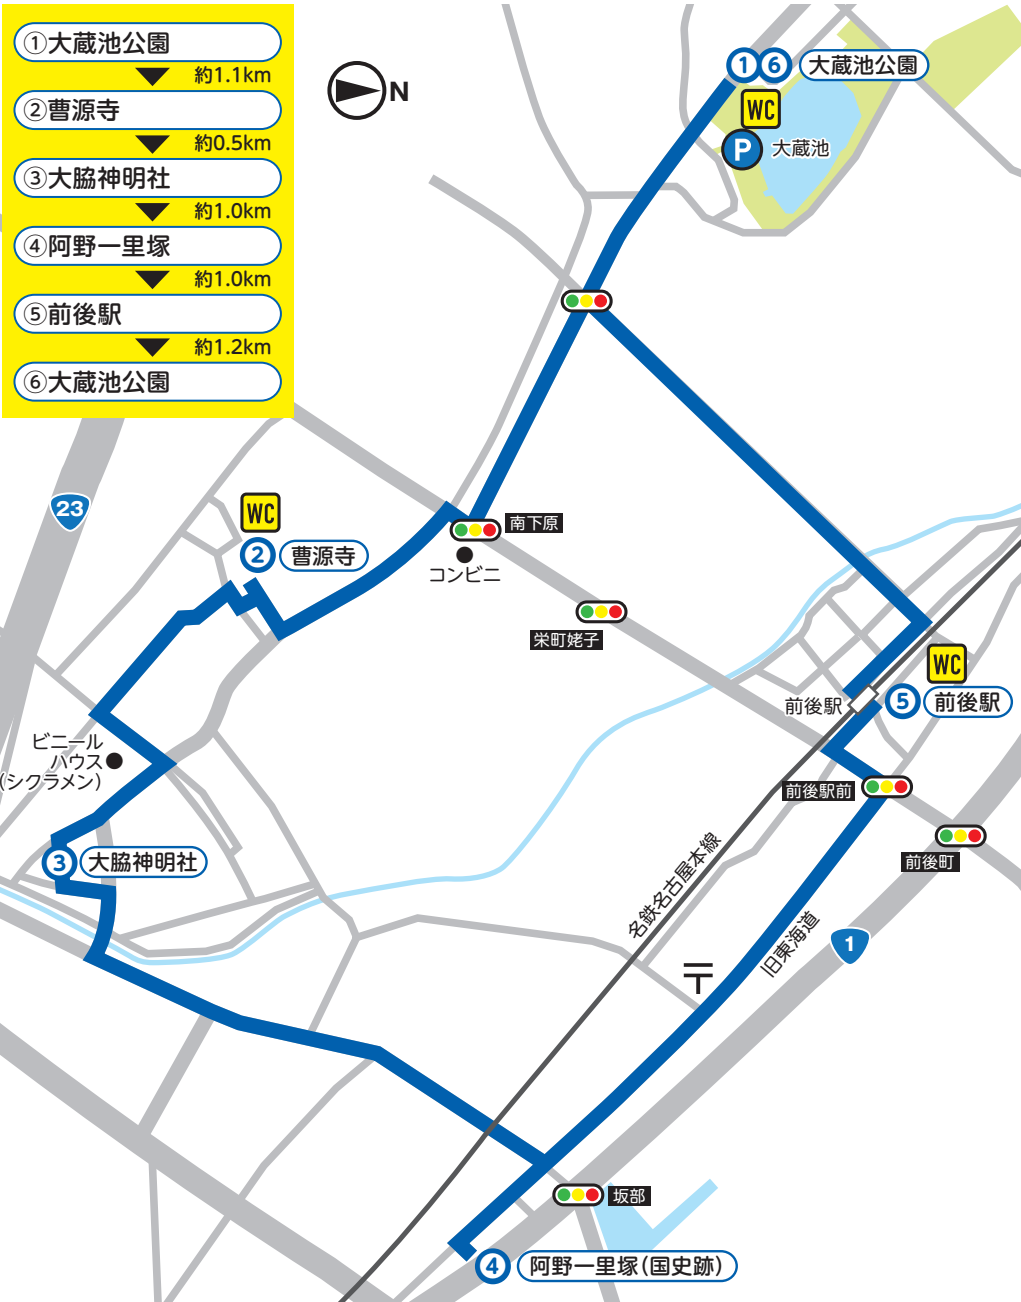 ①大蔵池公園
約1.1km
②曹源寺
約0.5km
③大脇神明社
約1.0km
④阿野一里塚
約1.0km
⑤前後駅
約1.2km
⑥大蔵池公園
N
1 6 大蔵池公園
WC
P 大蔵池
23
WC
2 曹源寺
南下原
コンビニ
栄町姥子
WC
前後駅
5 前後駅
ビニール
ハウス
(シクラメン)
前後駅前
前後町
3 大脇神明社
名鉄名古屋本線
旧東海道
1
〒
坂部
4 阿野一里塚(国史跡)